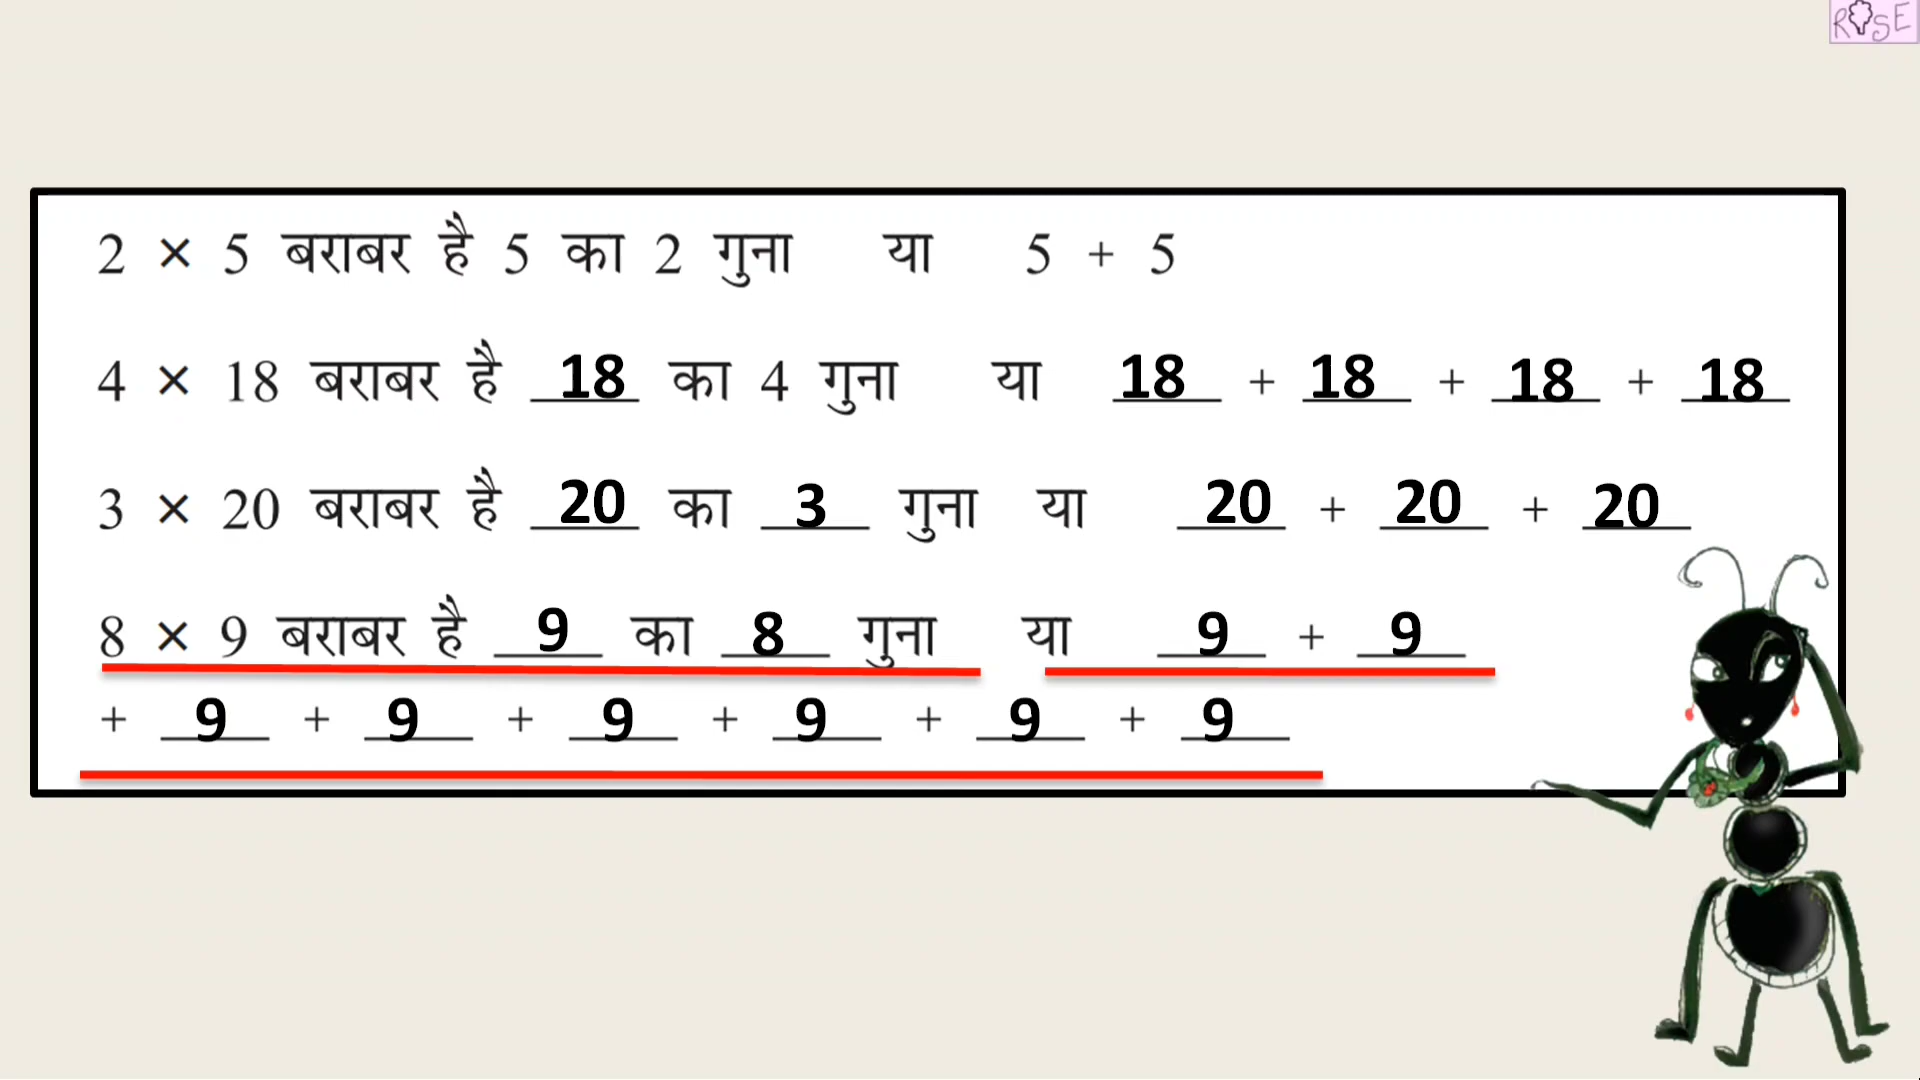 ROSE
2 × 5 बराबर है 5 का 2 गुना या 5 + 5
4 × 18 बराबर है 18 का 4 गुना या 18 + 18 + 18 + 18
3 × 20 बराबर है 20 का 3 गुना या 20 + 20 + 20
8 × 9 बराबर है 9 का 8 गुना या 9 + 9
+ 9 + 9 + 9 + 9 + 9 + 9